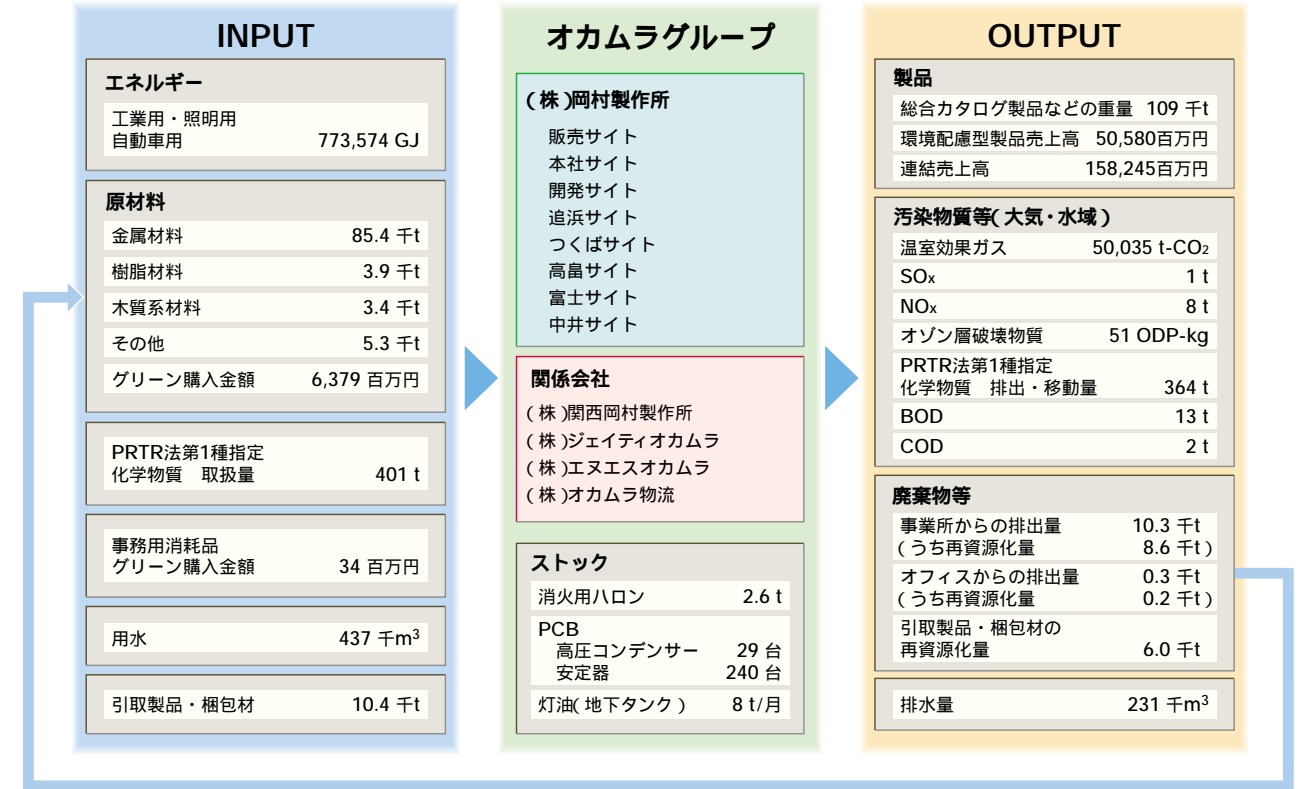 INPUT
エネルギー
工業用・照明用
自動車用 773,574 GJ
原材料
金属材料 85.4 千t
樹脂材料 3.9 千t
木質系材料 3.4 千t
その他 5.3 千t
グリーン購入金額 6,379 百万円
PRTR法第1種指定
化学物質 取扱量 401 t
事務用消耗品
グリーン購入金額 34 百万円
用水 437 千m³
引取製品・梱包材 10.4 千t
オカムラグループ
(株)岡村製作所
販売サイト
本社サイト
開発サイト
追浜サイト
つくばサイト
高畠サイト
富士サイト
中井サイト
関係会社
(株)関西岡村製作所
(株)ジェイティオカムラ
(株)エヌエスオカムラ
(株)オカムラ物流
ストック
消火用ハロン 2.6 t
PCB
高圧コンデンサー 29 台
安定器 240 台
灯油(地下タンク) 8 t/月
OUTPUT
製品
総合カタログ製品などの重量 109 千t
環境配慮型製品売上高 50,580百万円
連結売上高 158,245百万円
汚染物質等(大気・水域)
温室効果ガス 50,035 t-CO₂
SOx 1 t
NOx 8 t
オゾン層破壊物質 51 ODP-kg
PRTR法第1種指定
化学物質 排出・移動量 364 t
BOD 13 t
COD 2 t
廃棄物等
事業所からの排出量 10.3 千t
(うち再資源化量 8.6 千t)
オフィスからの排出量 0.3 千t
(うち再資源化量 0.2 千t)
引取製品・梱包材の
再資源化量 6.0 千t
排水量 231 千m³